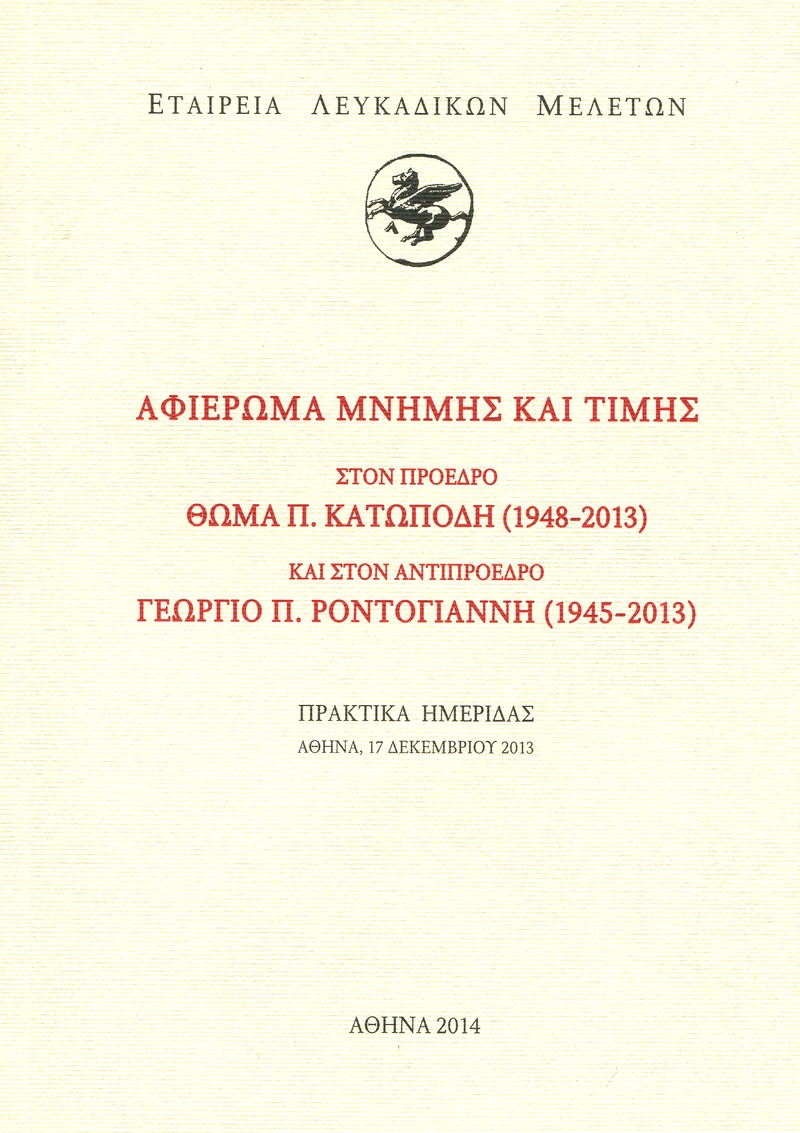 ΕΤΑΙΡΕΙΑ ΛΕΥΚΑΔΙΚΩΝ ΜΕΛΕΤΩΝ
ΑΦΙΕΡΩΜΑ ΜΝΗΜΗΣ ΚΑΙ ΤΙΜΗΣ
ΣΤΟΝ ΠΡΟΕΔΡΟ
ΘΩΜΑ Π. ΚΑΤΩΠΟΔΗ (1948-2013)
ΚΑΙ ΣΤΟΝ ΑΝΤΙΠΡΟΕΔΡΟ
ΓΕΩΡΓΙΟ Π. ΡΟΝΤΟΓΙΑΝΝΗ (1945-2013)
ΠΡΑΚΤΙΚΑ ΗΜΕΡΙΔΑΣ
ΑΘΗΝΑ, 17 ΔΕΚΕΜΒΡΙΟΥ 2013
ΑΘΗΝΑ 2014